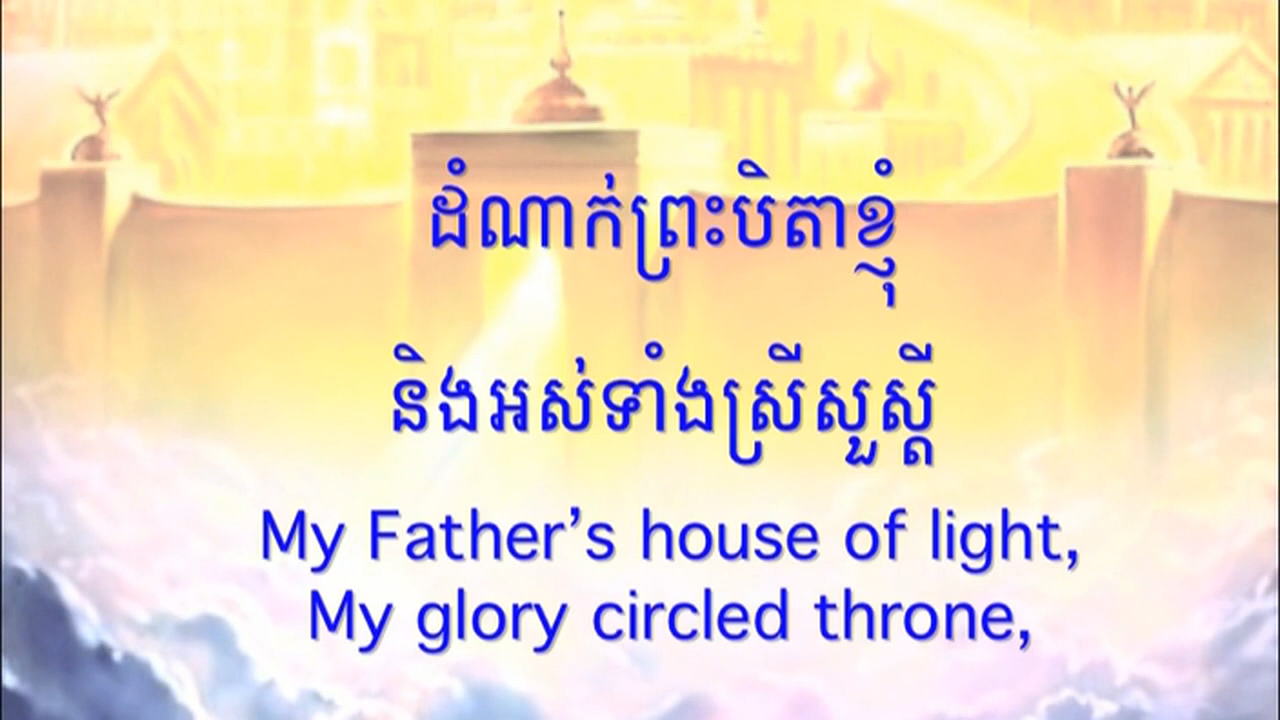 ដំណាក់ព្រះបិតាខ្ញុំ
និងអស់ទាំងស្រីសួស្ដី
My Father’s house of light,
My glory circled throne,